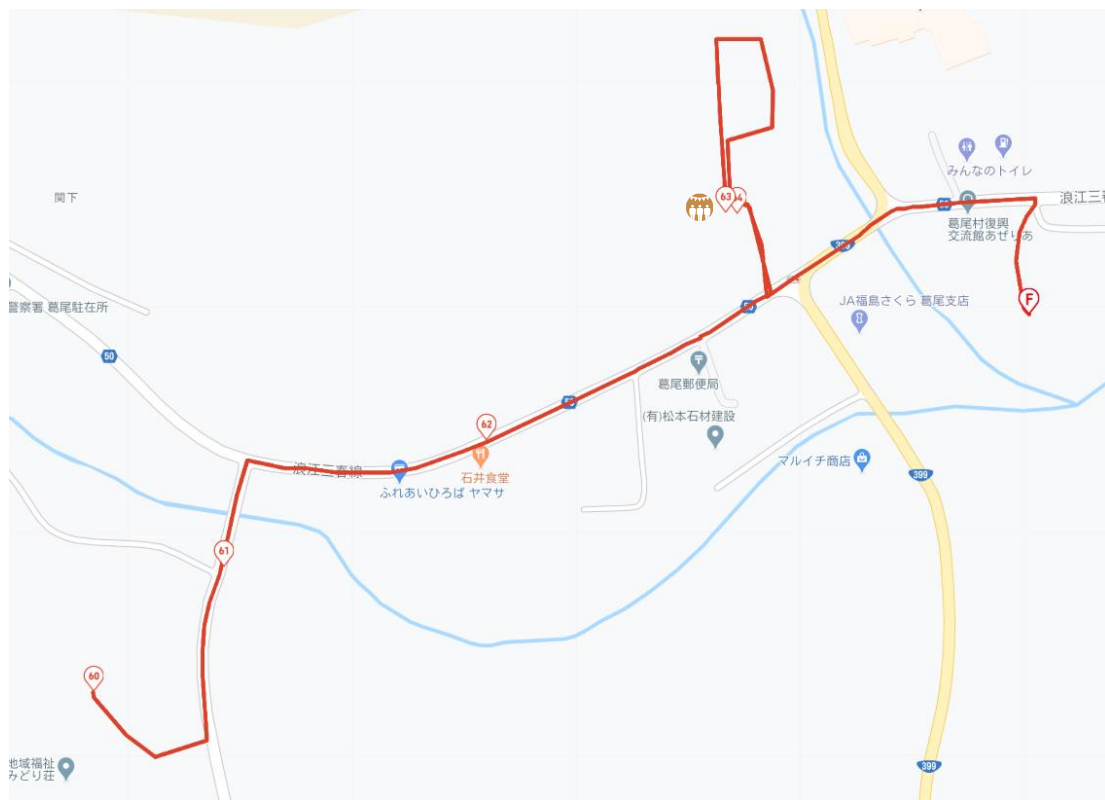 みんなのトイレ
関下
浪江三春
63
葛尾村復興
交流館あぜりあ
399
F
警察署 葛尾駐在所
JA福島さくら 葛尾支店
50
葛尾郵便局
(有)松本石材建設
62
浪江三春線
石井食堂
ふれあいひろば ヤマサ
マルイチ商店
399
61
60
地域福祉
みどり荘
399